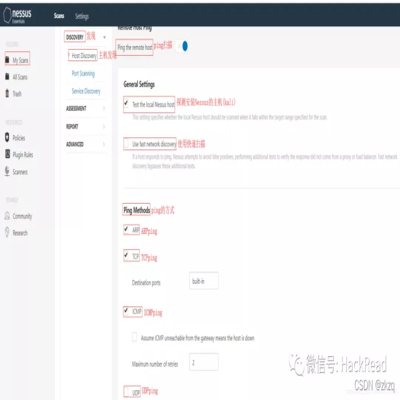 nessus
Essentials
Scans
Settings
FOLDERS
My Scans
All Scans
Trash
RESOURCES
Policies
Plugin Rules
Scanners
TENABLE
Community
Research
DISCOVERY 发现
Host Discovery 主机发现
Port Scanning
Service Discovery
ASSESSMENT
REPORT
ADVANCED
Remote Host Ping
Ping the remote host ping扫描
General Settings
Test the local Nessus host 探测安装Nessus的主机(kali)
This setting specifies whether the local Nessus host should be scanned when it falls within the target range specified for the scan.
Use fast network discovery 使用快速扫描
If a host responds to ping, Nessus attempts to avoid false positives, performing additional tests to verify the response did not come from a proxy or load balancer. Fast network
discovery bypasses those additional tests.
Ping Methods ping的方式
ARP ARPping
TCP TCPping
Destination ports
built-in
ICMP ICMPping
Assume ICMP unreachable from the gateway means the host is down
Maximum number of retries
2
UDP UDPping
微信号: HackRead
CSDN @zkzq